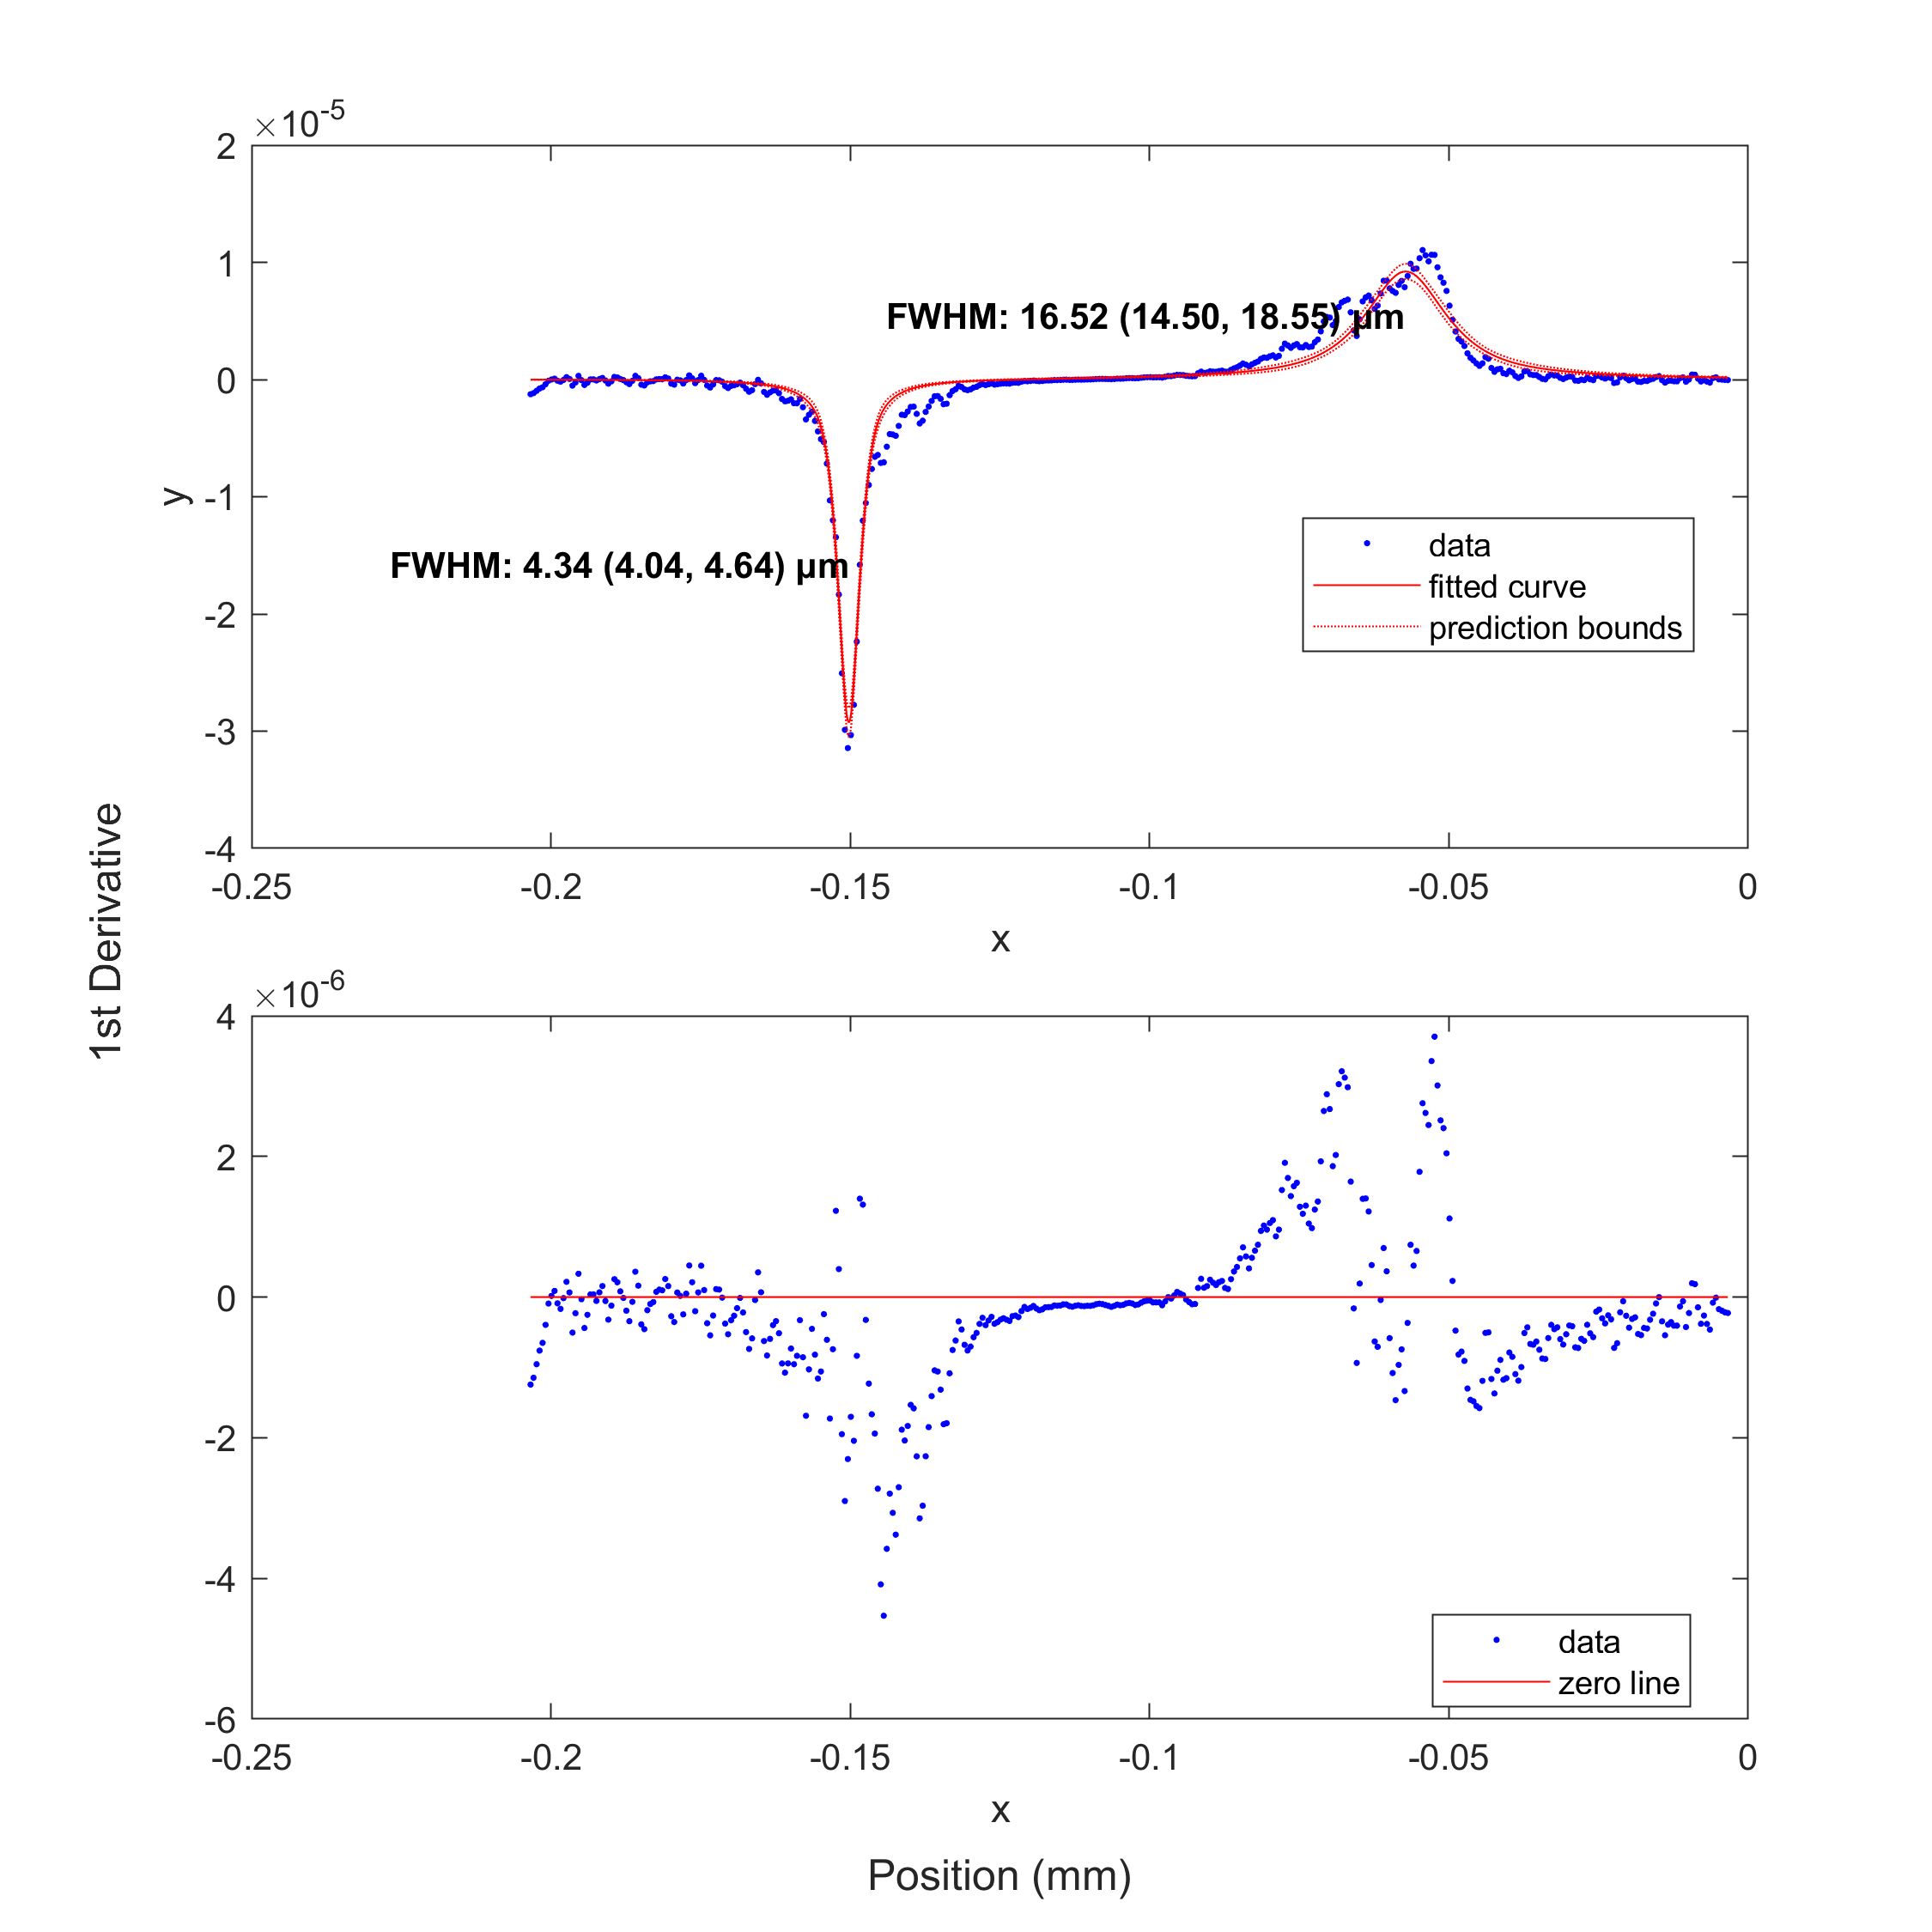 ×10-5
2
1
0
-1
-2
-3
-4
y
FWHM: 16.52 (14.50, 18.55) µm
FWHM: 4.34 (4.04, 4.64) µm
data
fitted curve
prediction bounds
-0.25 -0.2 -0.15 -0.1 -0.05 0
x
1st Derivative
×10-6
4
2
0
-2
-4
-6
data
zero line
-0.25 -0.2 -0.15 -0.1 -0.05 0
x
Position (mm)